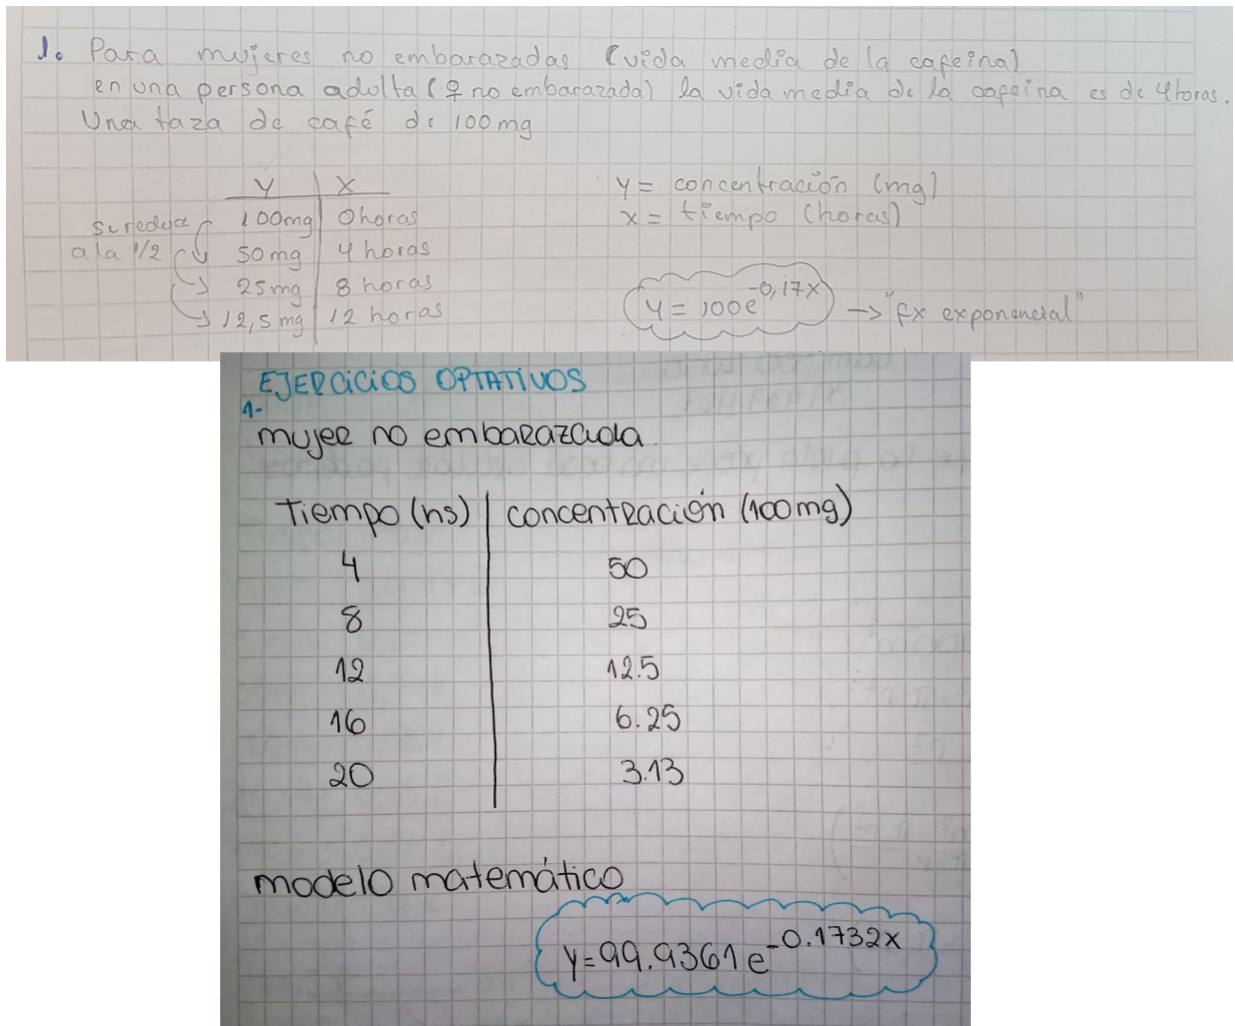 1. Para mujeres no embarazadas (vida media de la cafeína)
en una persona adulta (♀ no embarazada) la vida media de la cafeína es de 4 horas.
Una taza de café de 100 mg
Y X
100mg 0 horas
se reduce
a la 1/2
50 mg 4 horas
25 mg 8 horas
12,5 mg 12 horas
y = concentración (mg)
x = tiempo (horas)
y = 100e^-0,17x → "fx exponencial"
EJERCICIOS OPTATIVOS
1-
mujer no embarazada
tiempo (hs) concentración (100mg)
4 50
8 25
12 12.5
16 6.25
20 3.13
modelo matemático
y=99.9361e^-0.1732x